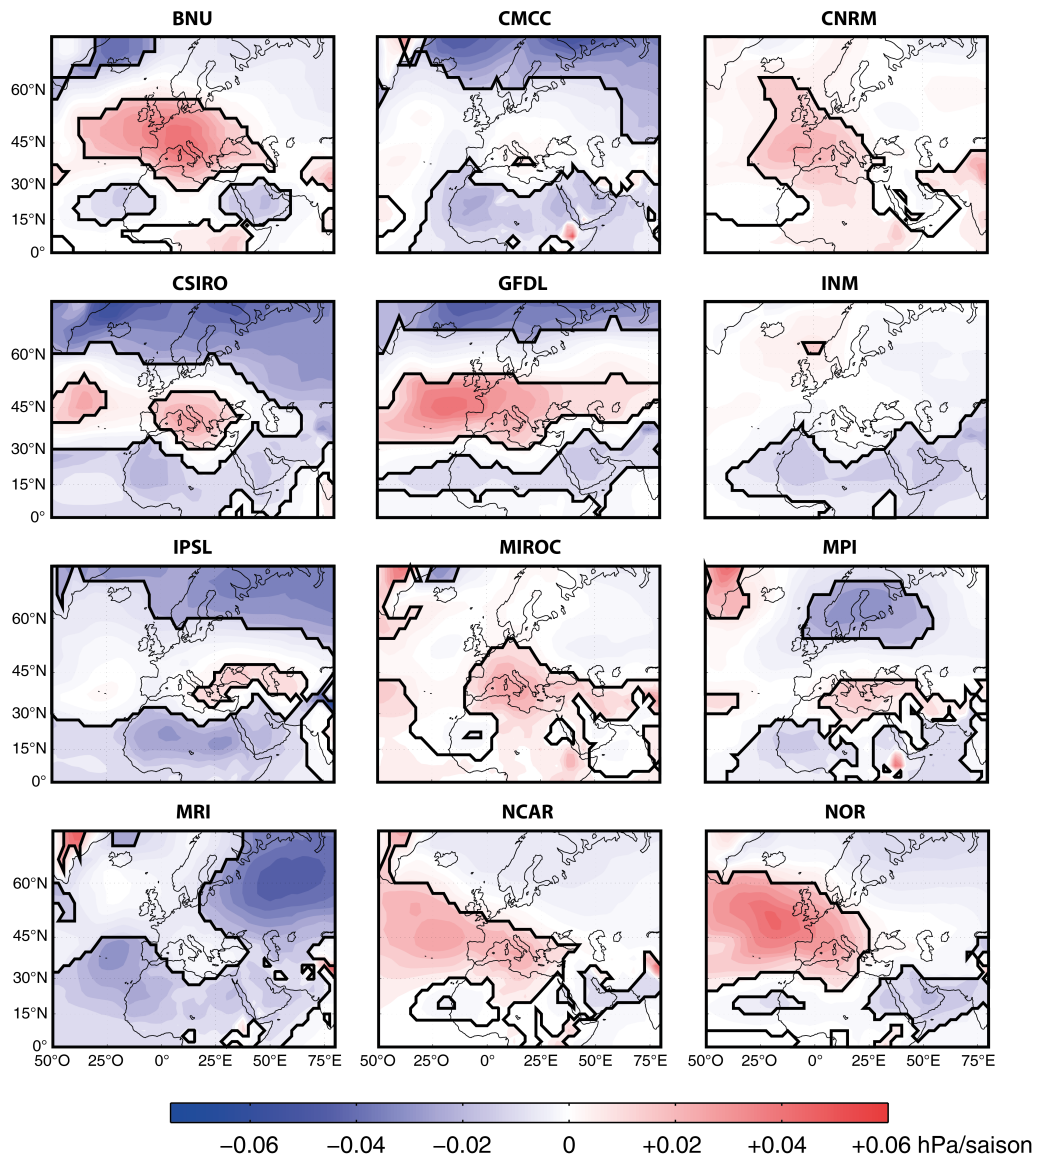 BNU CMCC CNRM
60°N
45°N
30°N
15°N
0°
CSIRO GFDL INM
60°N
45°N
30°N
15°N
0°
IPSL MIROC MPI
60°N
45°N
30°N
15°N
0°
MRI NCAR NOR
60°N
45°N
30°N
15°N
0°
50°O 25°O 0° 25°E 50°E 75°E 50°O 25°O 0° 25°E 50°E 75°E 50°O 25°O 0° 25°E 50°E 75°E
−0.06 −0.04 −0.02 0 +0.02 +0.04 +0.06 hPa/saison